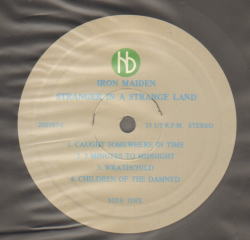 IRON MAIDEN
STRANGER IN A STRANGE LAND
33 1/3 R.P.M. STEREO
1. CAUGHT SOMEWHERE IN TIME
2. 2 MINUTES TO MIDNIGHT
3. WRATHCHILD
4. CHILDREN OF THE DAMNED
SIDE ONE